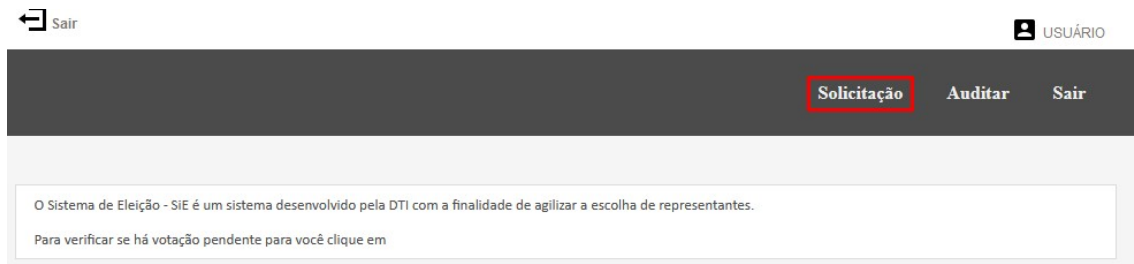 Sair
USUÁRIO
Solicitação Auditar Sair
O Sistema de Eleição - SiE é um sistema desenvolvido pela DTI com a finalidade de agilizar a escolha de representantes.
Para verificar se há votação pendente para você clique em